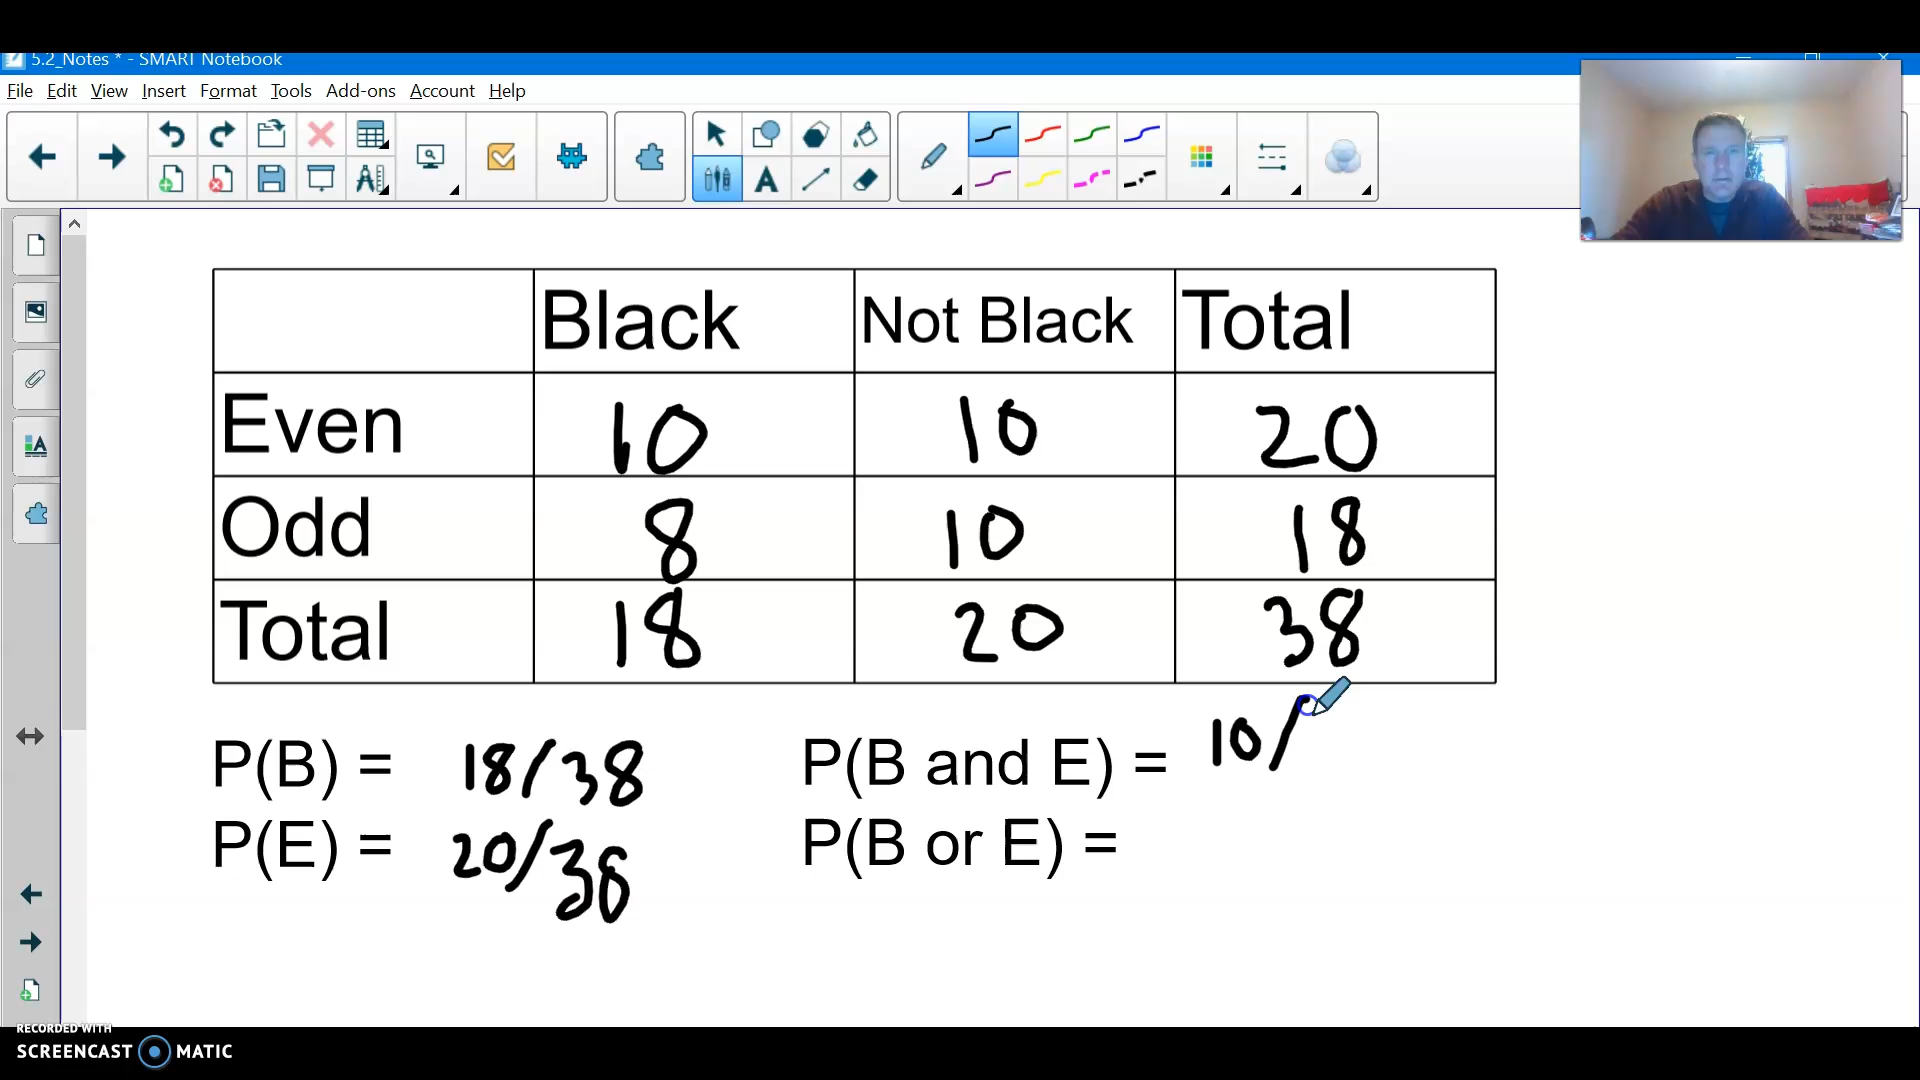 5.2_Notes * - SMART Notebook
File Edit View Insert Format Tools Add-ons Account Help
Black Not Black Total
Even 10 10 20
Odd 8 10 18
Total 18 20 38
P(B) = 18/38 P(B and E) = 10/
P(E) = 20/38 P(B or E) =
RECORDED WITH
SCREENCAST MATIC